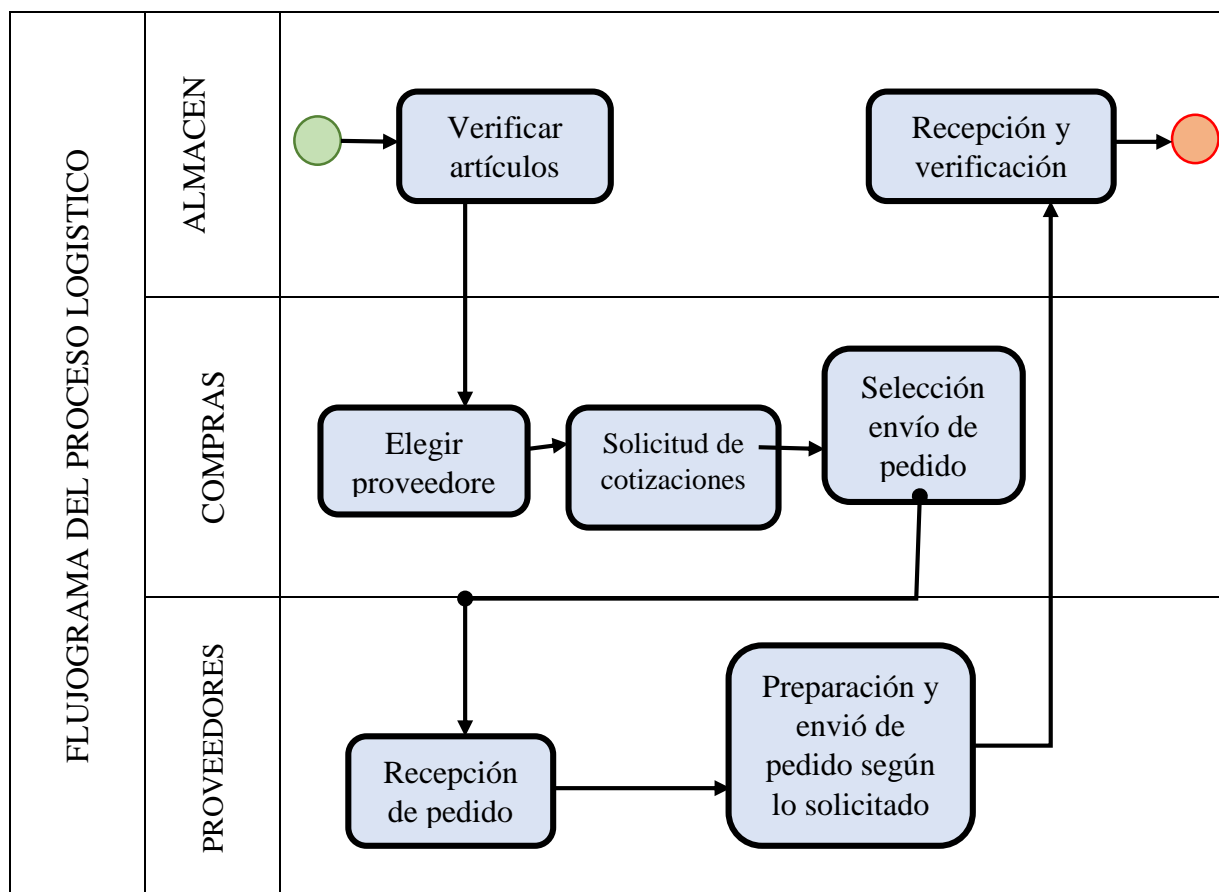 FLUJOGRAMA DEL PROCESO LOGISTICO
ALMACEN
Verificar
artículos
Recepción y
verificación
COMPRAS
Elegir
proveedore
Solicitud de
cotizaciones
Selección
envío de
pedido
PROVEEDORES
Recepción
de pedido
Preparación y
envió de
pedido según
lo solicitado